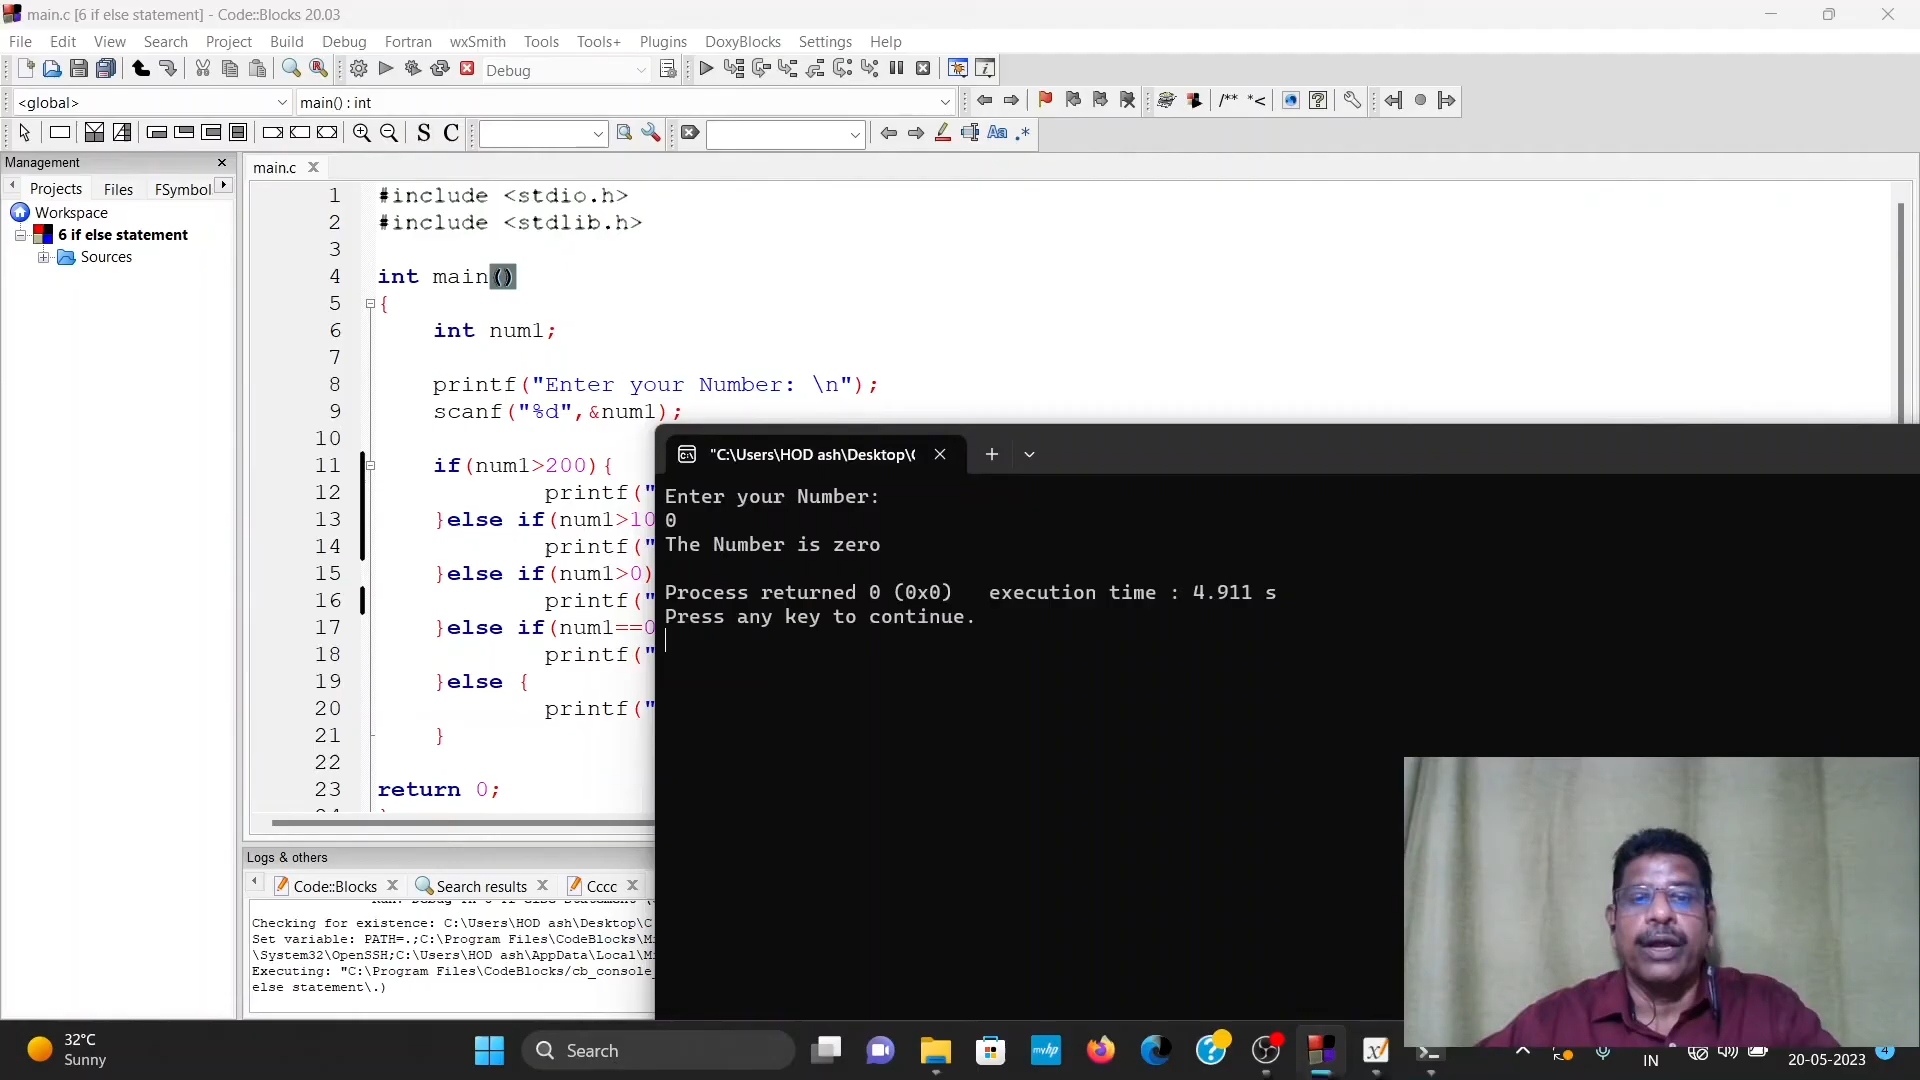 main.c [6 if else statement] - Code::Blocks 20.03
File Edit View Search Project Build Debug Fortran wxSmith Tools Tools+ Plugins DoxyBlocks Settings Help
Debug
<global> main() : int
/** *<
S C Aa .*
Management
main.c
Projects Files FSymbol
Workspace
6 if else statement
Sources
1 #include <stdio.h>
2 #include <stdlib.h>
3
4 int main()
5 {
6 int num1;
7
8 printf("Enter your Number: \n");
9 scanf("%d",&num1);
10
11 if(num1>200){
12 printf("
13 }else if(num1>10
14 printf("
15 }else if(num1>0)
16 printf("
17 }else if(num1==0
18 printf("
19 }else {
20 printf("
21 }
22
23 return 0;
"C:\Users\HOD ash\Desktop\
Enter your Number:
0
The Number is zero
Process returned 0 (0x0) execution time : 4.911 s
Press any key to continue.
Logs & others
Code::Blocks Search results Cccc
Checking for existence: C:\Users\HOD ash\Desktop\C
Set variable: PATH=.;C:\Program Files\CodeBlocks\Mi
\System32\OpenSSH;C:\Users\HOD ash\AppData\Local\Mi
Executing: "C:\Program Files\CodeBlocks/cb_console_
else statement\.)
32°C
Sunny
Search
myhp
IN
20-05-2023
4